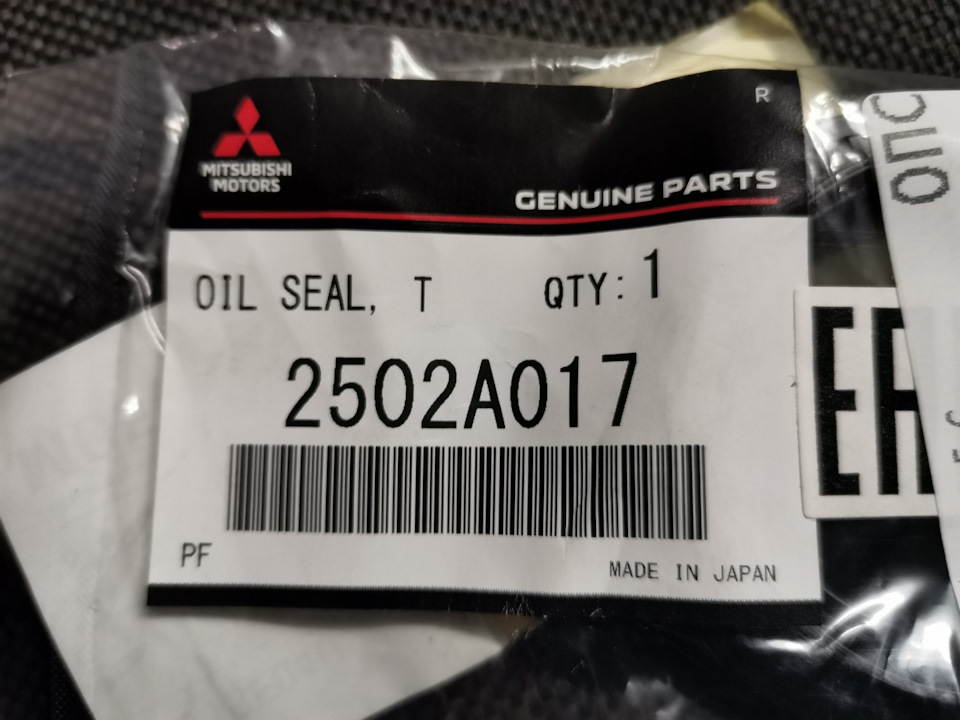 R
MITSUBISHI
MOTORS
GENUINE PARTS
OIL SEAL, T QTY: 1
2502A017
PF
MADE IN JAPAN